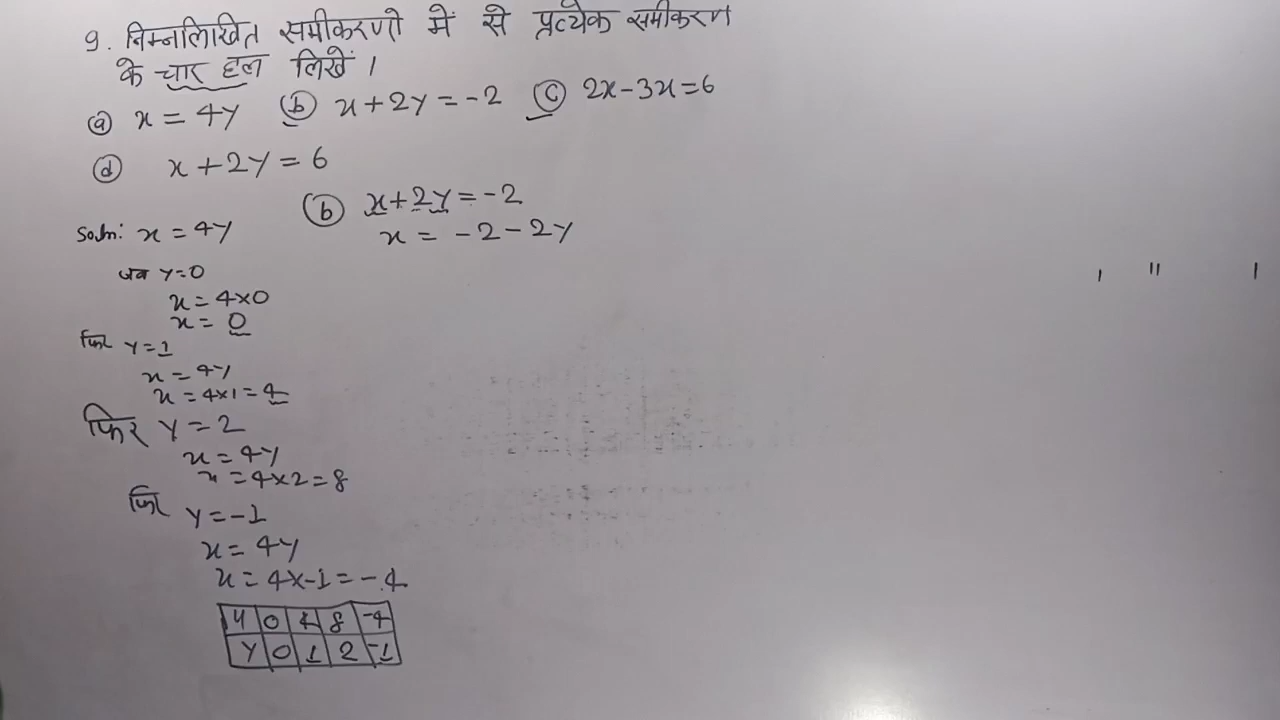 9. निम्नलिखित समीकरणो में से प्रत्येक समीकरण
के चार हल लिखें ।
(a) x = 4y (b) x + 2y = -2 (c) 2x - 3x = 6
(d) x + 2y = 6
Soln: x = 4y
जब y = 0
x = 4×0
x = 0
फिर y = 1
x = 4y
x = 4×1 = 4
फिर y = 2
x = 4y
x = 4×2 = 8
फिर y = -1
x = 4y
x = 4×-1 = -4
x 0 4 8 -4
y 0 1 2 -1
(b) x + 2y = -2
x = -2 - 2y